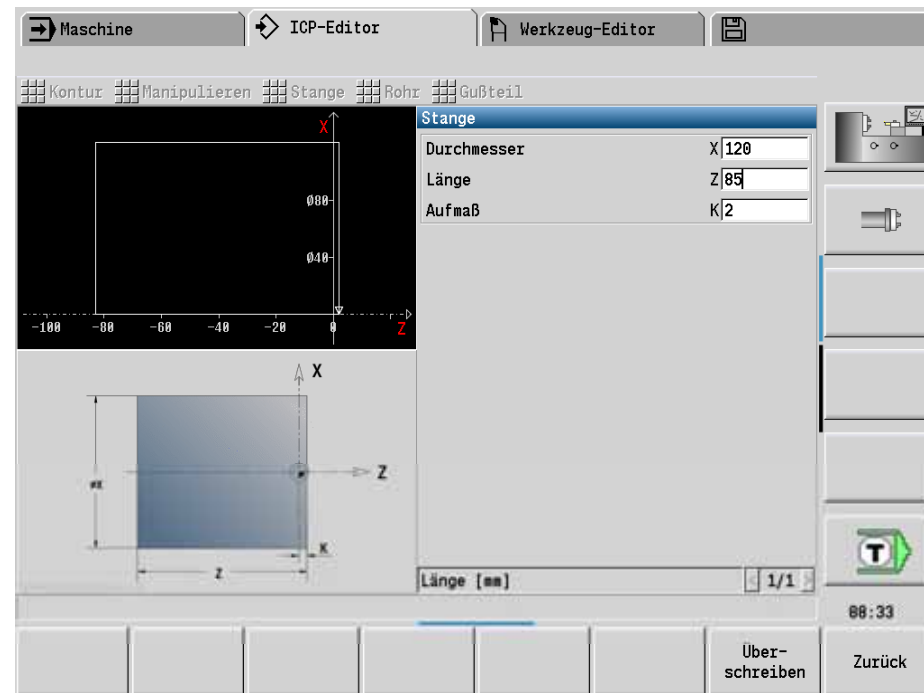 Maschine ICP-Editor Werkzeug-Editor
Kontur Manipulieren Stange Rohr Gußteil
Stange
Durchmesser X 120
Länge Z 85
Aufmaß K 2
X
Ø80
Ø40
-100 -80 -60 -40 -20 0 Z
X
Z
K
Z
T
Länge [mm] 1/1
08:33
Über-
schreiben
Zurück